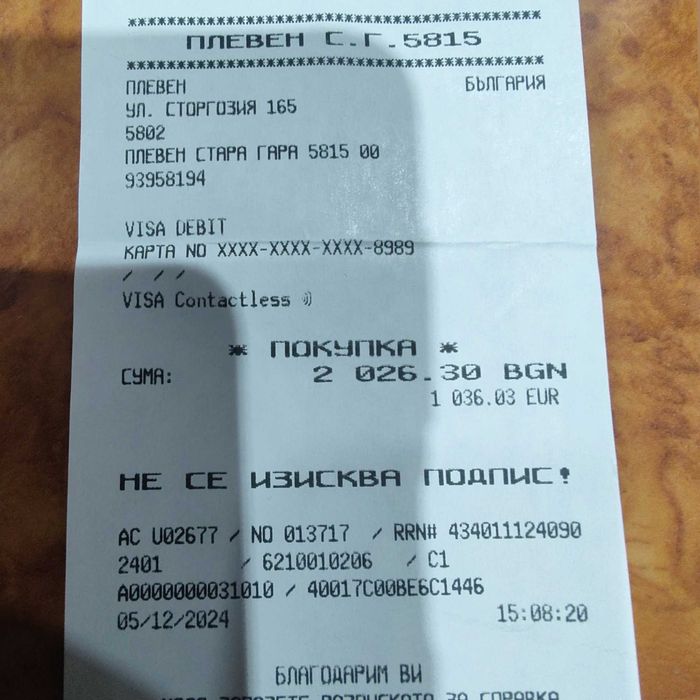 ********************************************
ПЛЕВЕН С.Г.5815
********************************************
ПЛЕВЕН БЪЛГАРИЯ
УЛ. СТОРГОЗИЯ 165
5802
ПЛЕВЕН СТАРА ГАРА 5815 00
93958194
VISA DEBIT
КАРТА NO XXXX-XXXX-XXXX-8989
/ / /
VISA Contactless
* ПОКУПКА *
СУМА: 2 026.30 BGN
1 036.03 EUR
НЕ СЕ ИЗИСКВА ПОДПИС!
AC U02677 / NO 013717 / RRN# 434011124090
2401 / 6210010206 / C1
A0000000031010 / 40017C00BE6C1446
05/12/2024 15:08:20
БЛАГОДАРИМ ВИ
РАЗПИСКАТА ЗА СПРАВКА